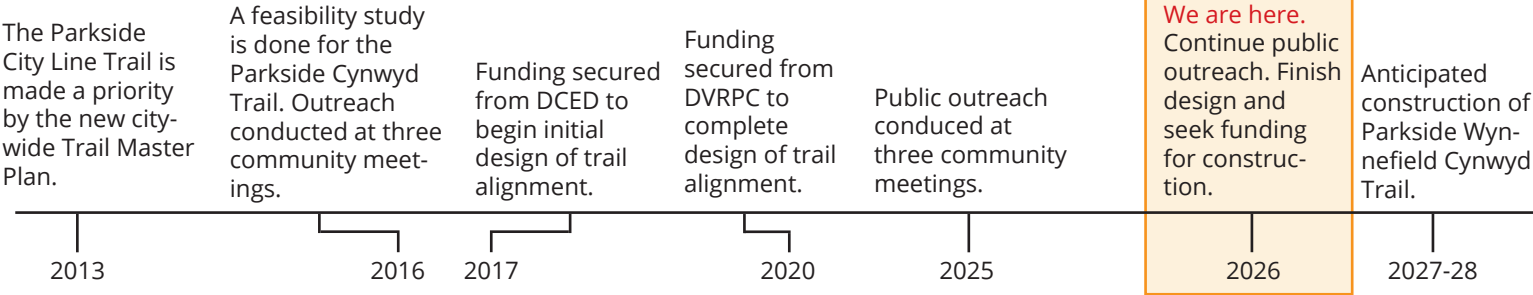 The Parkside
City Line Trail is
made a priority
by the new city-
wide Trail Master
Plan.
A feasibility study
is done for the
Parkside Cynwyd
Trail. Outreach
conducted at three
community meet-
ings.
Funding secured
from DCED to
begin initial
design of trail
alignment.
Funding
secured from
DVRPC to
complete
design of trail
alignment.
Public outreach
conduced at
three community
meetings.
We are here.
Continue public
outreach. Finish
design and
seek funding
for construc-
tion.
Anticipated
construction of
Parkside Wyn-
nefield Cynwyd
Trail.
2013
2016
2017
2020
2025
2026
2027-28